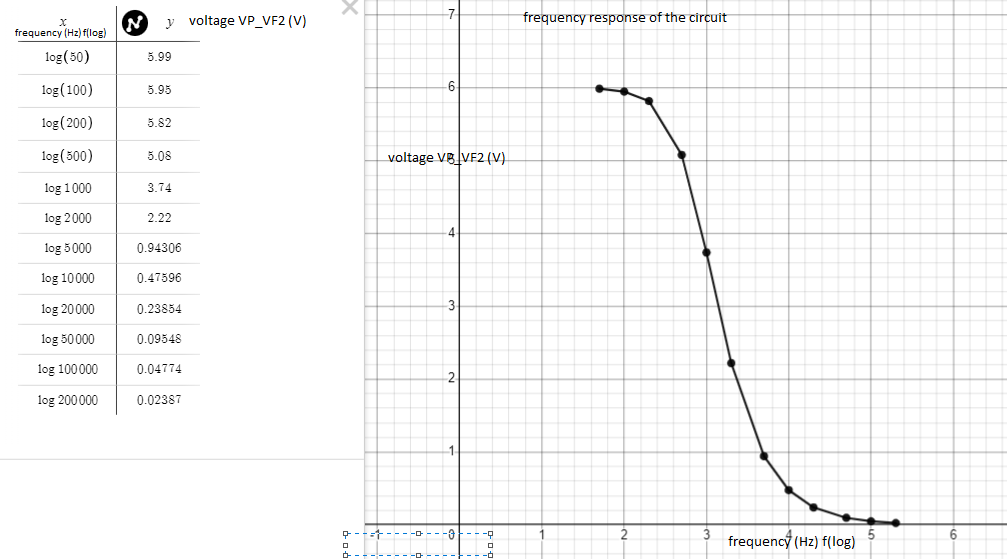 x y voltage VP_VF2 (V)
frequency (Hz) f(log)
log(50) 5.99
log(100) 5.95
log(200) 5.82
log(500) 5.08
log 1000 3.74
log 2000 2.22
log 5000 0.94306
log 10000 0.47596
log 20000 0.23854
log 50000 0.09548
log 100000 0.04774
log 200000 0.02387
frequency response of the circuit
7
6
voltage VP_VF2 (V)
5
4
3
2
1
-1 0 1 2 3 4 5 6
frequency (Hz) f(log)